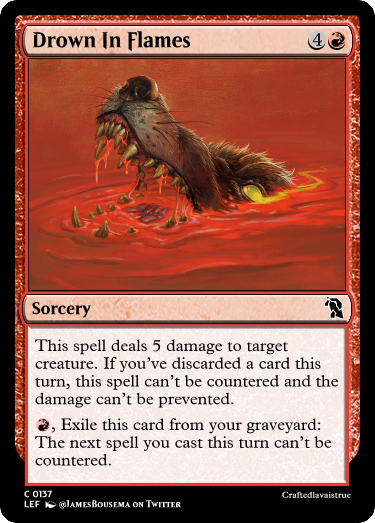 Drown In Flames 4
Sorcery
This spell deals 5 damage to target
creature. If you've discarded a card this
turn, this spell can't be countered and the
damage can't be prevented.
, Exile this card from your graveyard:
The next spell you cast this turn can't be
countered.
C 0137
LEF @JamesBousema on Twitter
Craftedlavaistrue